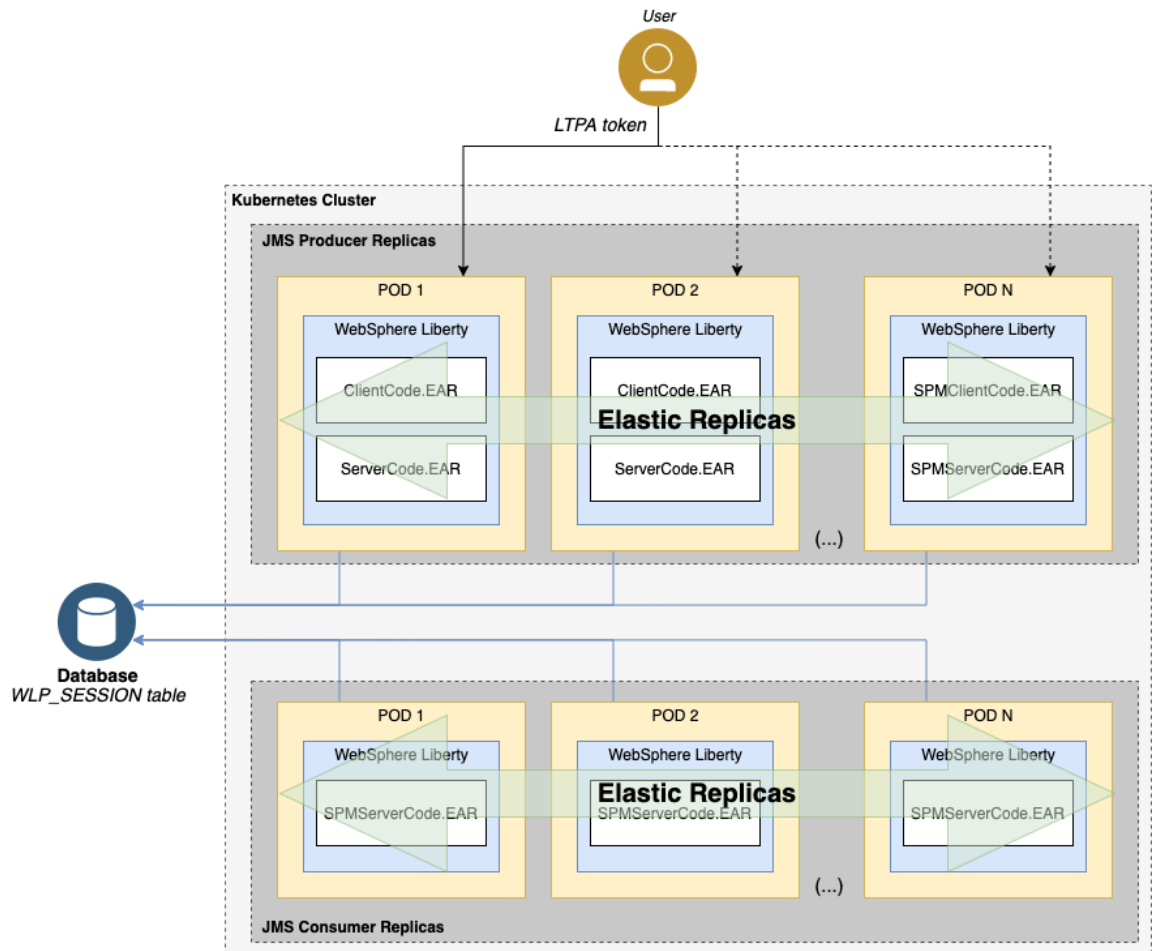 User
LTPA token
Kubernetes Cluster
JMS Producer Replicas
POD 1
POD 2
POD N
WebSphere Liberty
WebSphere Liberty
WebSphere Liberty
ClientCode.EAR
ClientCode.EAR
SPMClientCode.EAR
Elastic Replicas
ServerCode.EAR
ServerCode.EAR
SPMServerCode.EAR
(...)
Database
WLP_SESSION table
POD 1
POD 2
POD N
WebSphere Liberty
WebSphere Liberty
WebSphere Liberty
Elastic Replicas
SPMServerCode.EAR
SPMServerCode.EAR
SPMServerCode.EAR
(...)
JMS Consumer Replicas